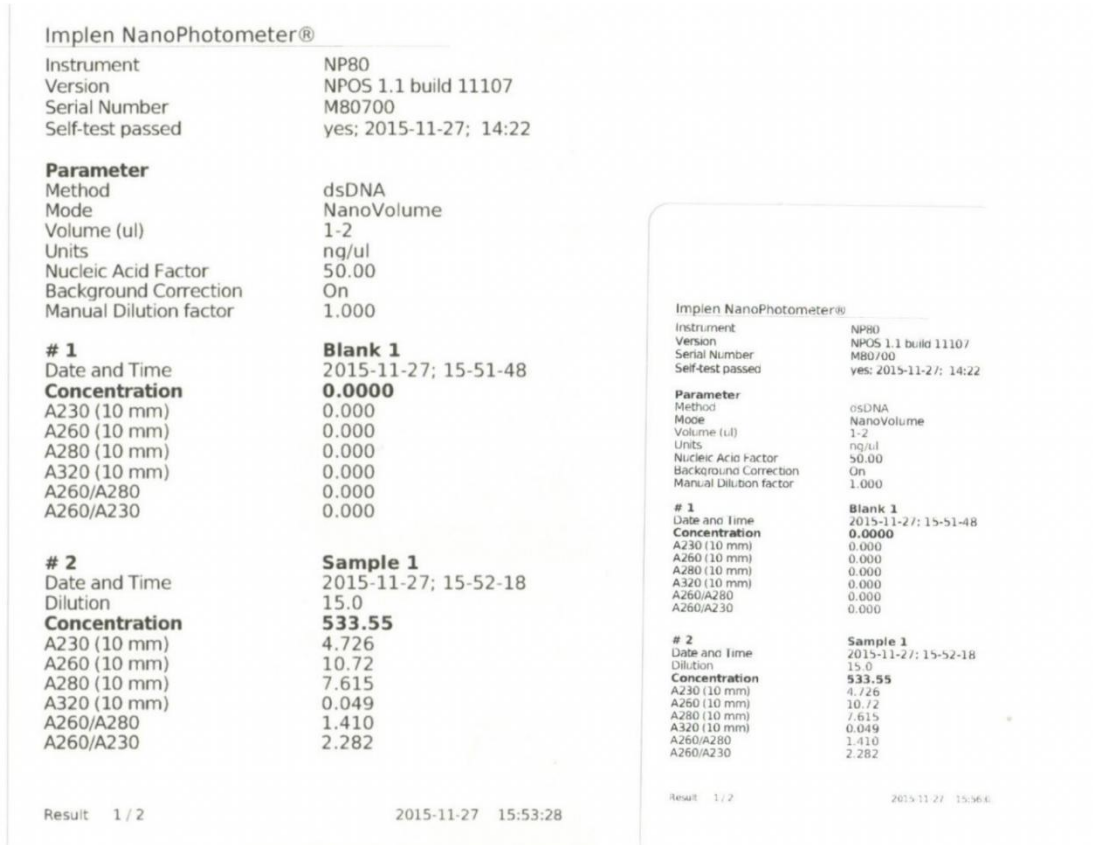 Implen NanoPhotometer®
Instrument NP80
Version NPOS 1.1 build 11107
Serial Number M80700
Self-test passed yes; 2015-11-27; 14:22
Parameter
Method dsDNA
Mode NanoVolume
Volume (ul) 1-2
Units ng/ul
Nucleic Acid Factor 50.00
Background Correction On
Manual Dilution factor 1.000
# 1 Blank 1
Date and Time 2015-11-27; 15-51-48
Concentration 0.0000
A230 (10 mm) 0.000
A260 (10 mm) 0.000
A280 (10 mm) 0.000
A320 (10 mm) 0.000
A260/A280 0.000
A260/A230 0.000
# 2 Sample 1
Date and Time 2015-11-27; 15-52-18
Dilution 15.0
Concentration 533.55
A230 (10 mm) 4.726
A260 (10 mm) 10.72
A280 (10 mm) 7.615
A320 (10 mm) 0.049
A260/A280 1.410
A260/A230 2.282
Result 1 / 2 2015-11-27 15:53:28
Implen NanoPhotometer®
Instrument NP80
Version NPOS 1.1 build 11107
Serial Number M80700
Self-test passed yes; 2015-11-27; 14:22
Parameter
Method dsDNA
Mode NanoVolume
Volume (ul) 1-2
Units ng/ul
Nucleic Acid Factor 50.00
Background Correction On
Manual Dilution factor 1.000
# 1 Blank 1
Date and Time 2015-11-27; 15-51-48
Concentration 0.0000
A230 (10 mm) 0.000
A260 (10 mm) 0.000
A280 (10 mm) 0.000
A320 (10 mm) 0.000
A260/A280 0.000
A260/A230 0.000
# 2 Sample 1
Date and Time 2015-11-27; 15-52-18
Dilution 15.0
Concentration 533.55
A230 (10 mm) 4.726
A260 (10 mm) 10.72
A280 (10 mm) 7.615
A320 (10 mm) 0.049
A260/A280 1.410
A260/A230 2.282
Result 1 / 2 2015-11-27